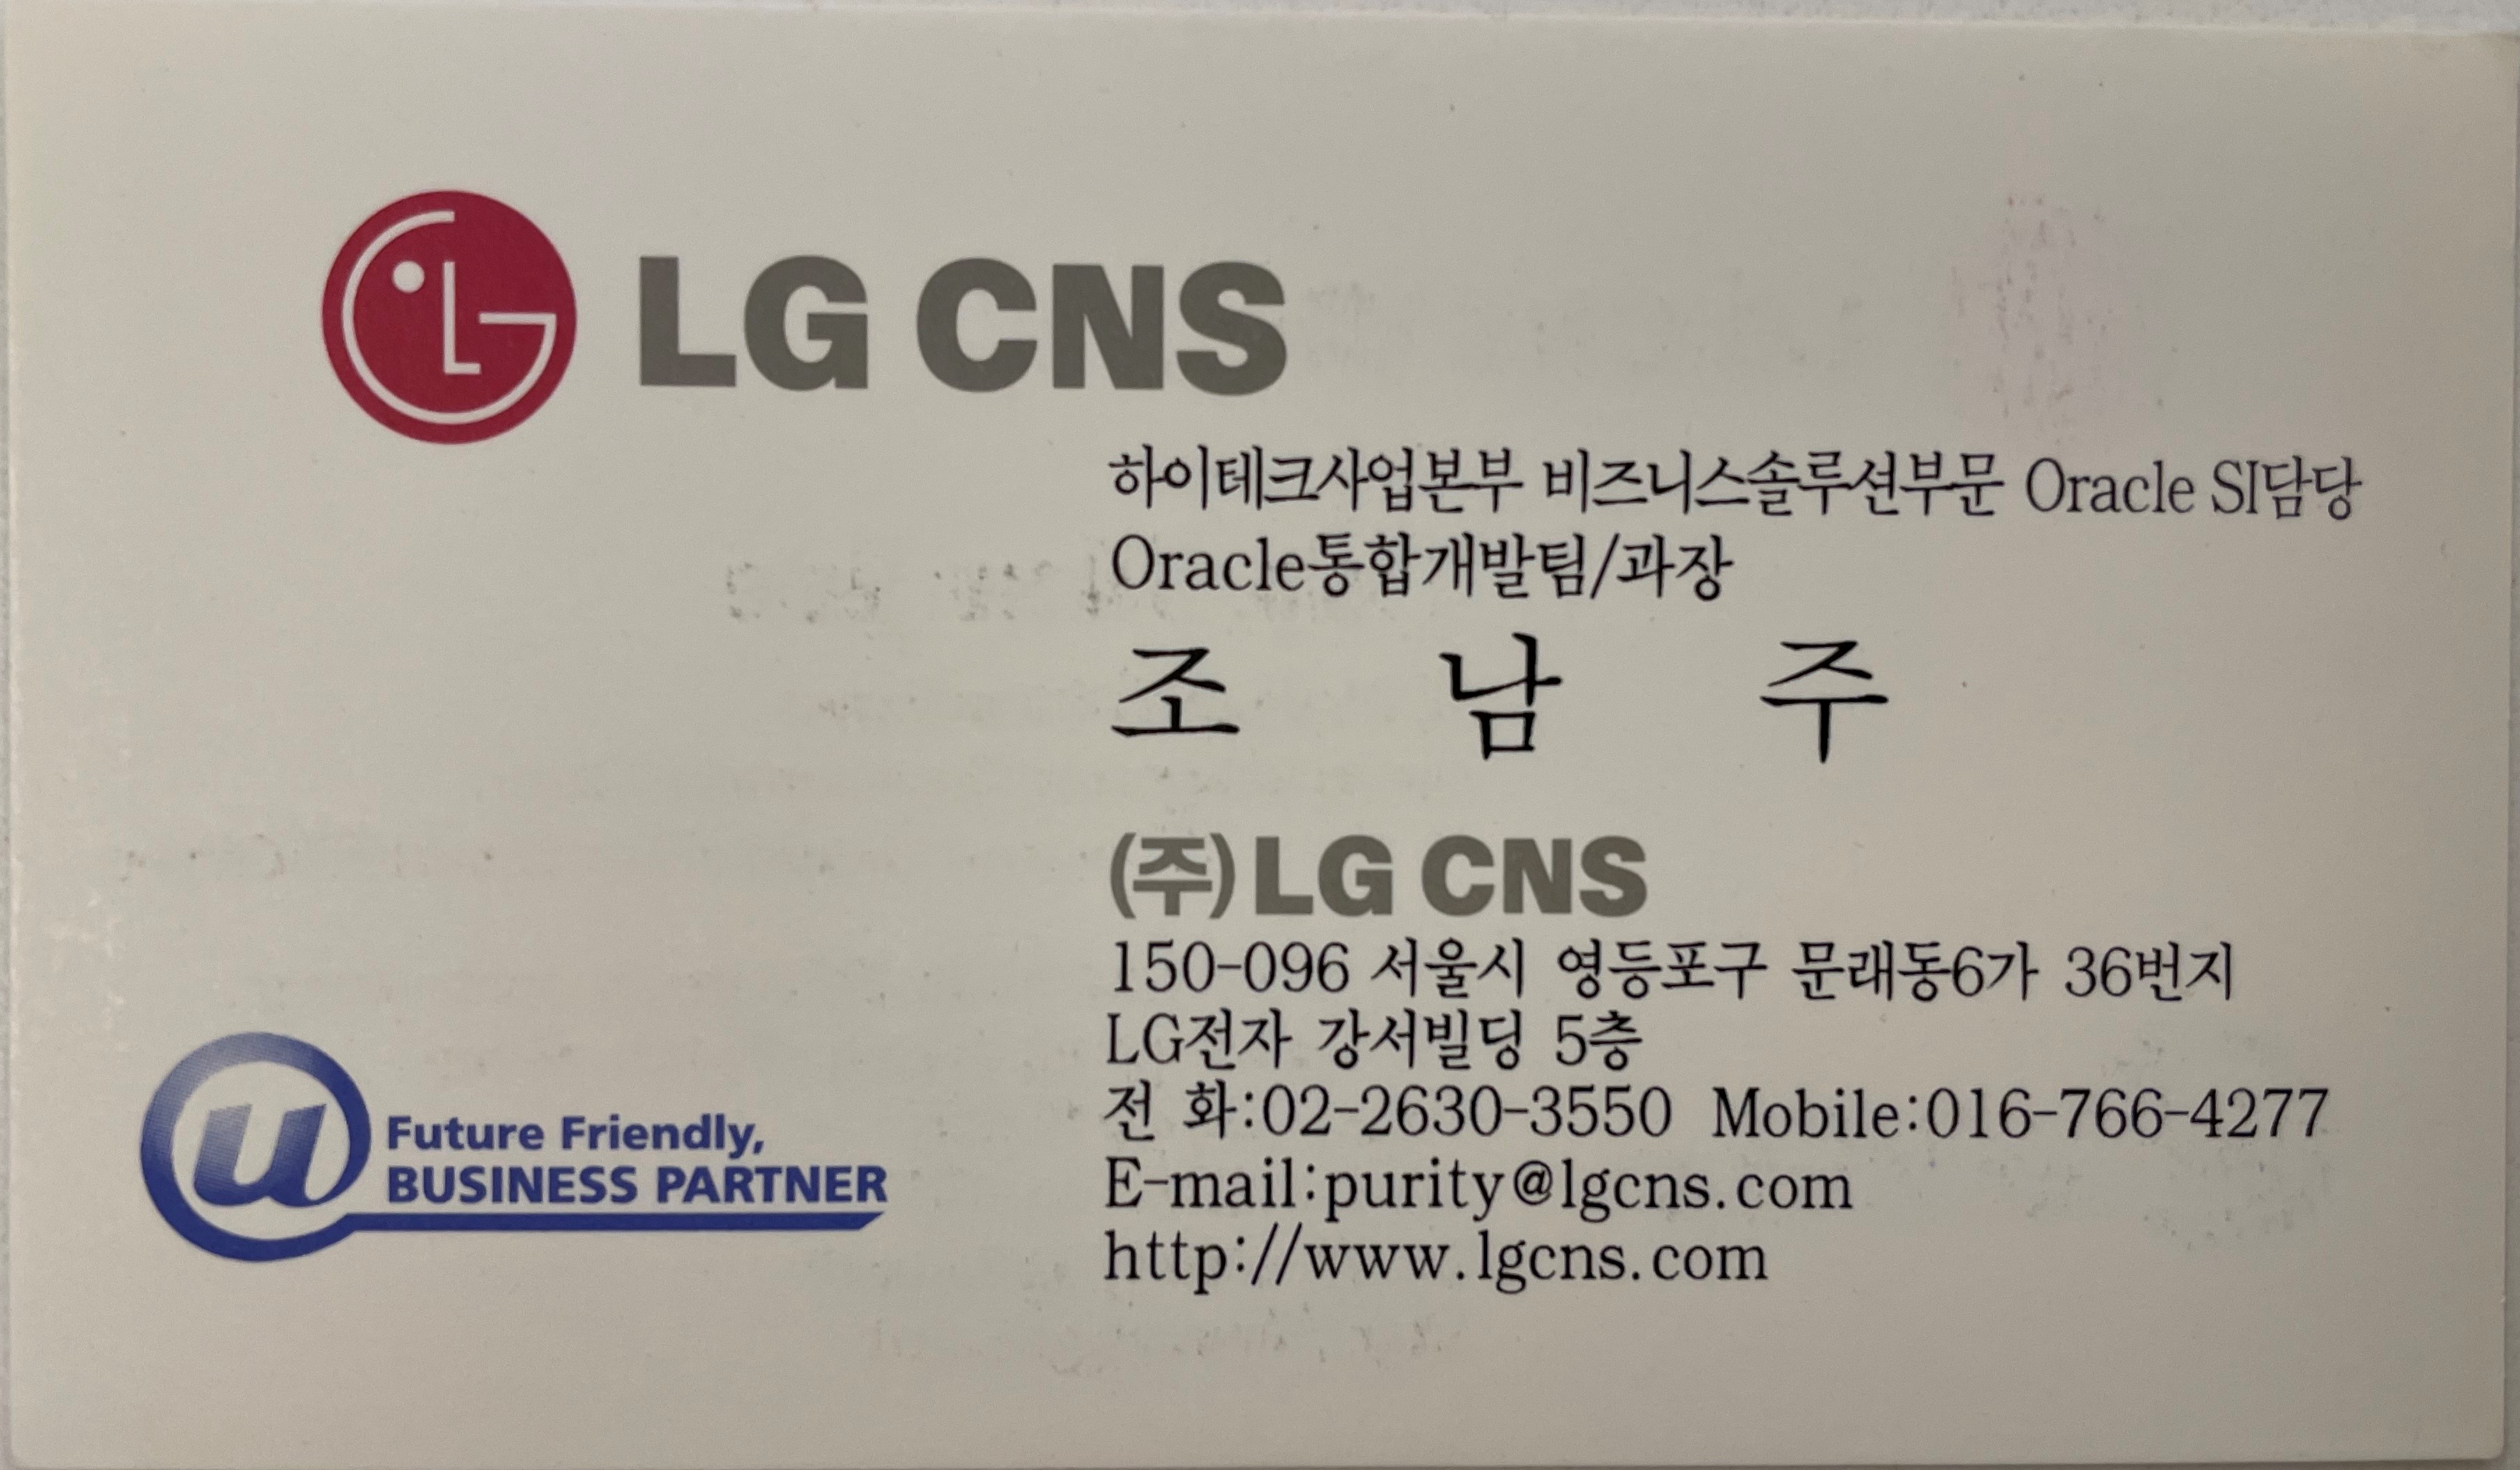 LG CNS
하이테크사업본부 비즈니스솔루션부문 Oracle SI담당
Oracle통합개발팀/과장
조 남 주
(주) LG CNS
150-096 서울시 영등포구 문래동6가 36번지
LG전자 강서빌딩 5층
전 화:02-2630-3550 Mobile:016-766-4277
E-mail:purity@lgcns.com
http://www.lgcns.com
u Future Friendly,
BUSINESS PARTNER